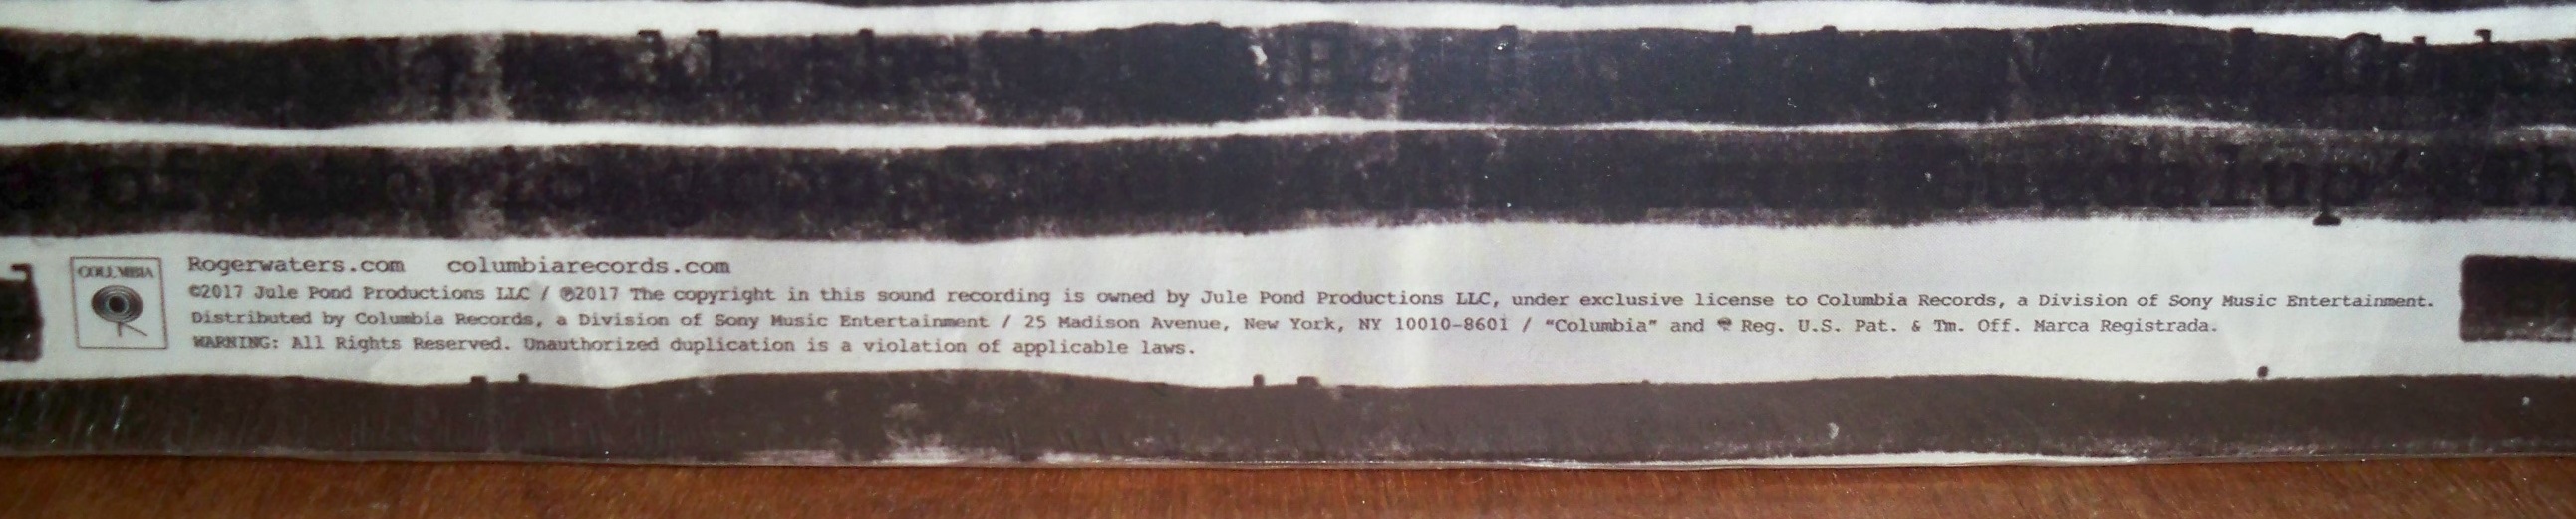 COLUMBIA
Rogerwaters.com columbiarecords.com
©2017 Jule Pond Productions LLC / ℗2017 The copyright in this sound recording is owned by Jule Pond Productions LLC, under exclusive license to Columbia Records, a Division of Sony Music Entertainment.
Distributed by Columbia Records, a Division of Sony Music Entertainment / 25 Madison Avenue, New York, NY 10010-8601 / "Columbia" and Reg. U.S. Pat. & Tm. Off. Marca Registrada.
WARNING: All Rights Reserved. Unauthorized duplication is a violation of applicable laws.